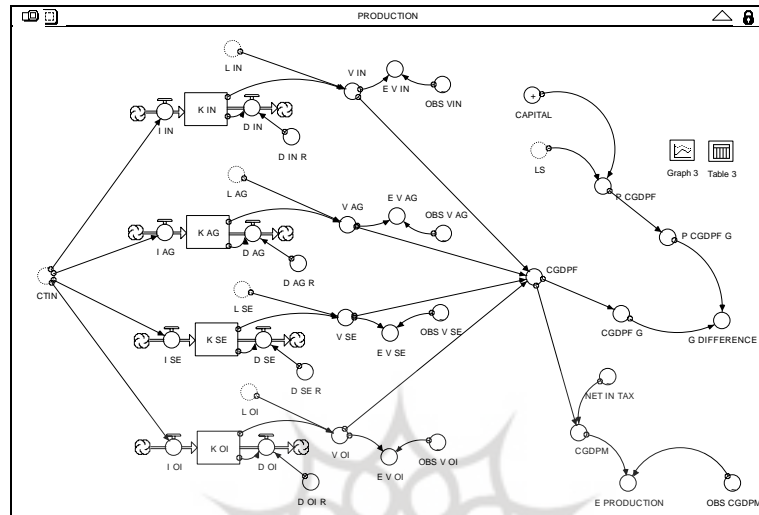 PRODUCTION
L IN
V IN
E V IN
OBS VIN
K IN
I IN
D IN
D IN R
CAPITAL
LS
Graph 3
Table 3
P CGDPF
L AG
V AG
E V AG
OBS V AG
K AG
I AG
D AG
D AG R
P CGDPF G
CTIN
CGDPF
L SE
V SE
E V SE
OBS V SE
K SE
I SE
D SE
D SE R
CGDPF G
G DIFFERENCE
L OI
V OI
E V OI
OBS V OI
K OI
I OI
D OI
D OI R
NET IN TAX
CGDPM
E PRODUCTION
OBS CGDPM